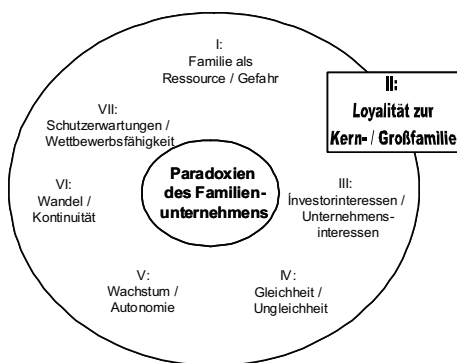 I:
Familie als
Ressource / Gefahr
II:
Loyalität zur
Kern- / Großfamilie
III:
Ínvestorinteressen /
Unternehmens-
interessen
IV:
Gleichheit /
Ungleichheit
V:
Wachstum /
Autonomie
VI:
Wandel /
Kontinuität
VII:
Schutzerwartungen /
Wettbewerbsfähigkeit
Paradoxien
des Familien-
unternehmens